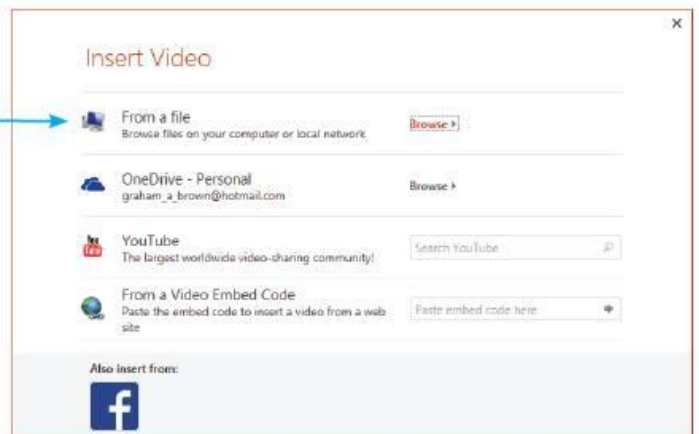 Insert Video
From a file
Browse files on your computer or local network
Browse
OneDrive - Personal
graham_a_brown@hotmail.com
Browse
YouTube
The largest worldwide video-sharing community!
Search YouTube
From a Video Embed Code
Paste the embed code to insert a video from a web
site
Paste embed code here
Also insert from: